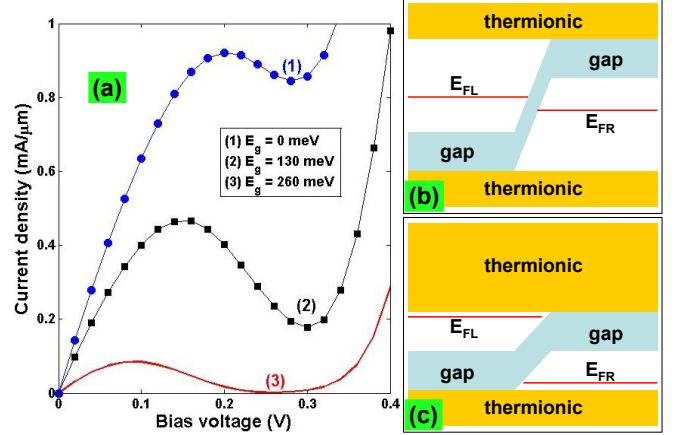 (a)
(1)
(1) E_g = 0 meV
(2) E_g = 130 meV
(3) E_g = 260 meV
(2)
(3)
1
0.8
0.6
0.4
0.2
0
0
0.1
0.2
0.3
0.4
Current density (mA/μm)
Bias voltage (V)
thermionic
gap
E_FL
E_FR
gap
(b)
thermionic
thermionic
E_FL
gap
gap
E_FR
(c)
thermionic